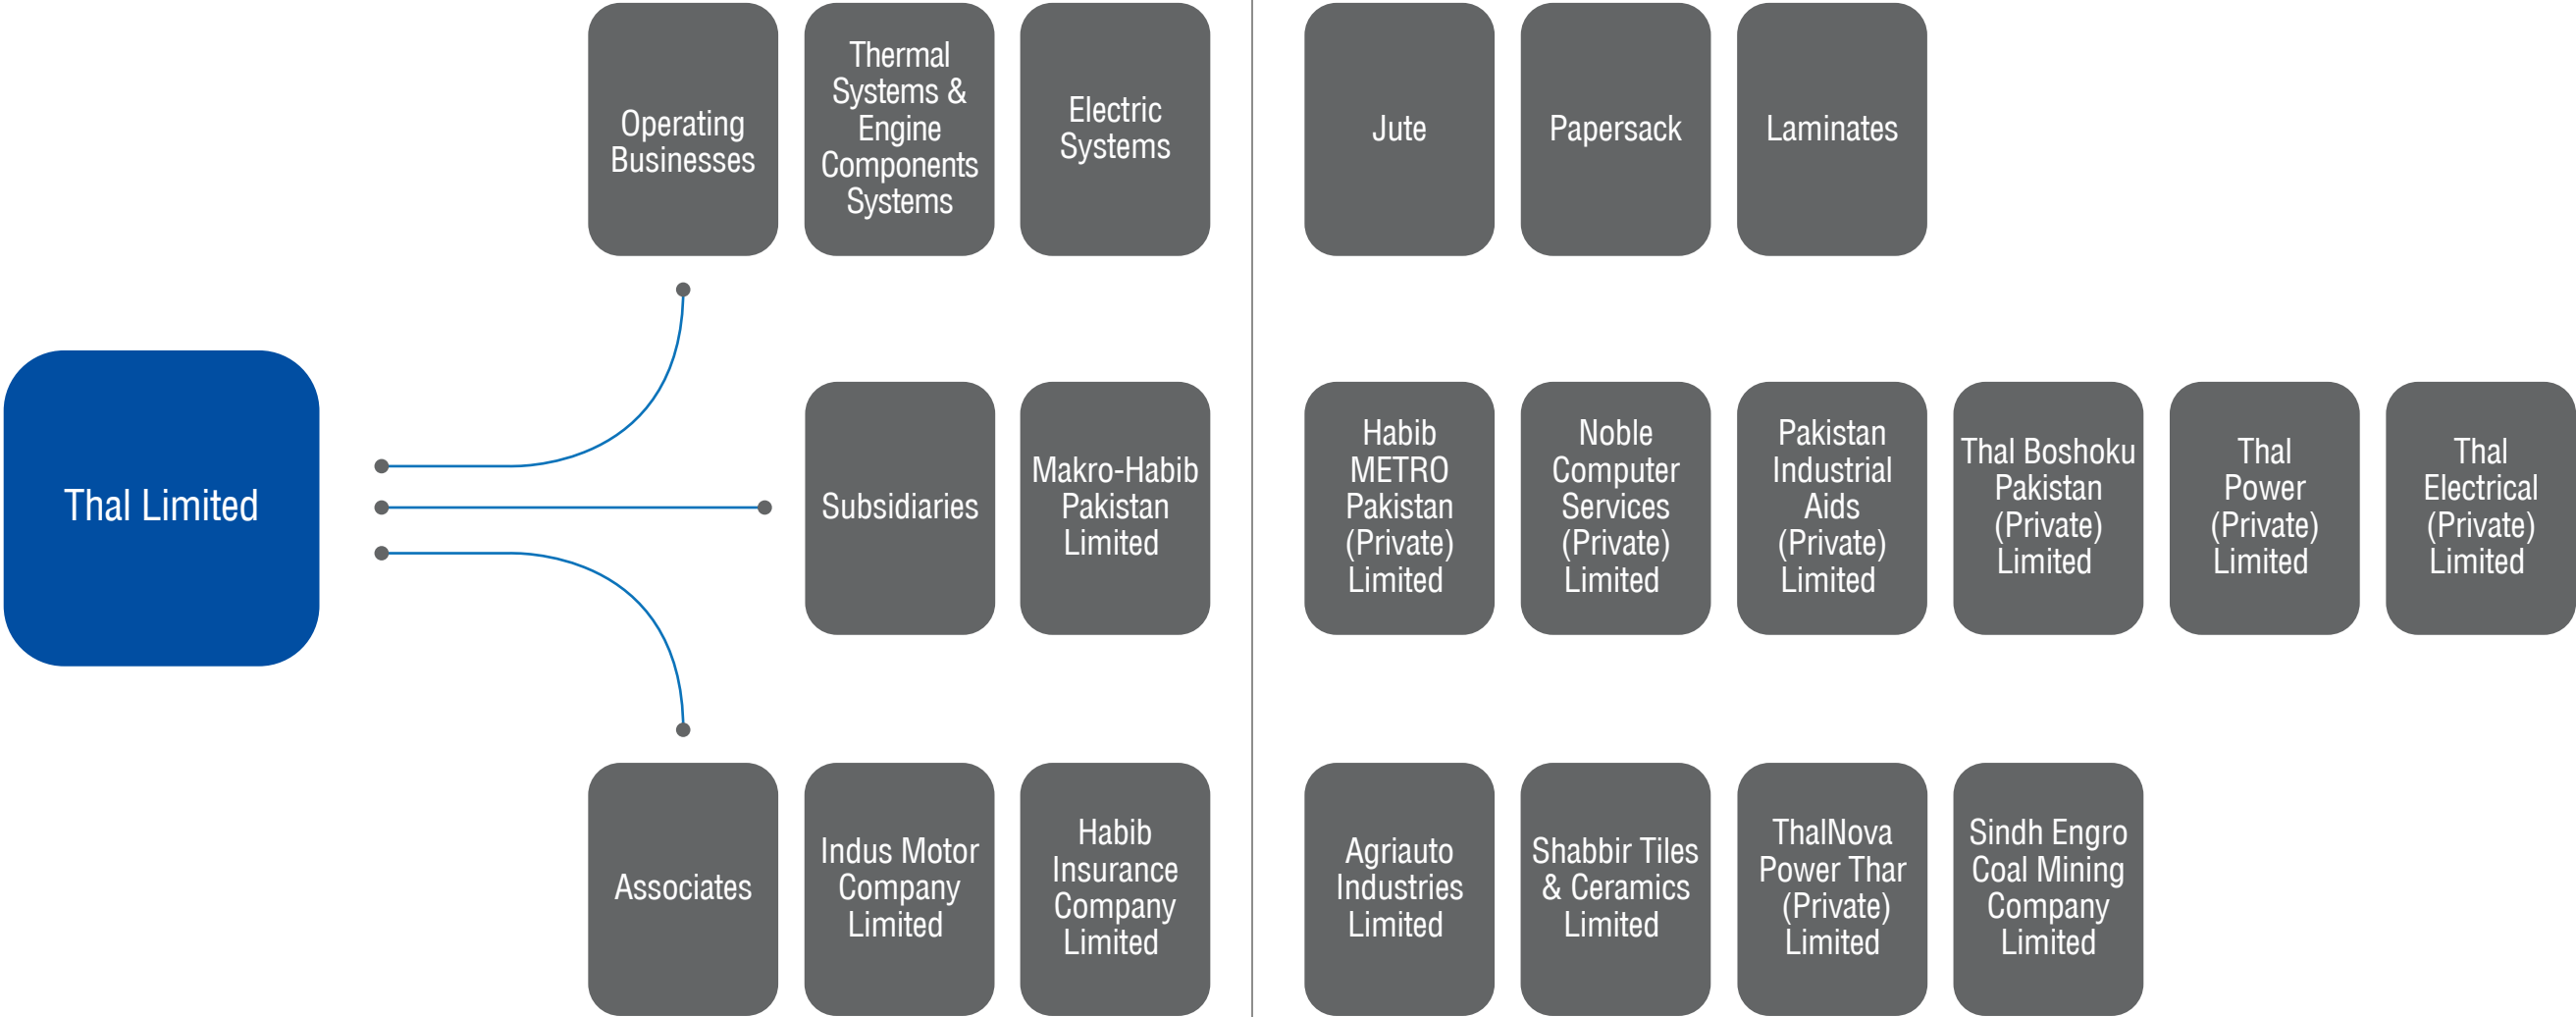 Thal Limited
Operating
Businesses
Thermal
Systems &
Engine
Components
Systems
Electric
Systems
Jute
Papersack
Laminates
Subsidiaries
Makro-Habib
Pakistan
Limited
Habib
METRO
Pakistan
(Private)
Limited
Noble
Computer
Services
(Private)
Limited
Pakistan
Industrial
Aids
(Private)
Limited
Thal Boshoku
Pakistan
(Private)
Limited
Thal
Power
(Private)
Limited
Thal
Electrical
(Private)
Limited
Associates
Indus Motor
Company
Limited
Habib
Insurance
Company
Limited
Agriauto
Industries
Limited
Shabbir Tiles
& Ceramics
Limited
ThalNova
Power Thar
(Private)
Limited
Sindh Engro
Coal Mining
Company
Limited